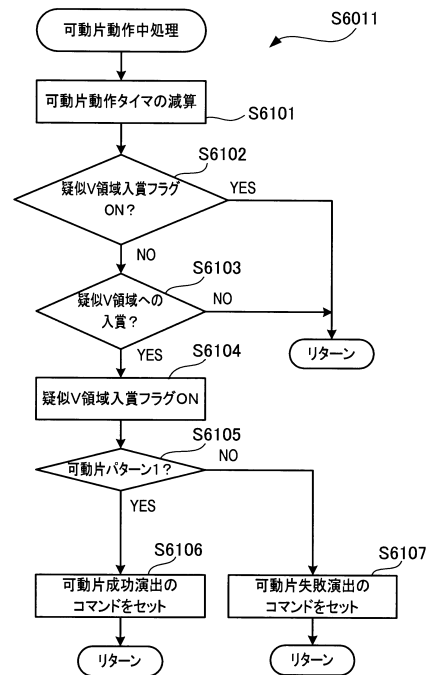 可動片動作中処理
S6011
可動片動作タイマの減算
S6101
S6102
疑似V領域入賞フラグ
ON?
YES
NO
S6103
疑似V領域への
入賞?
NO
YES
リターン
S6104
疑似V領域入賞フラグON
S6105
可動片パターン1?
NO
YES
S6106
可動片成功演出の
コマンドをセット
S6107
可動片失敗演出の
コマンドをセット
リターン
リターン